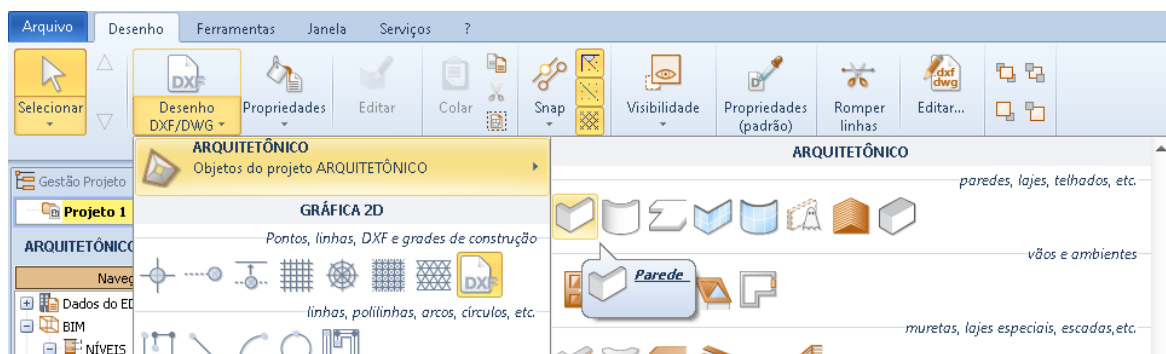 Arquivo Desenho Ferramentas Janela Serviços ?
DXF
dxf
dwg
Selecionar
Desenho
DXF/DWG
Propriedades
Editar
Colar
Snap
Visibilidade
Propriedades
(padrão)
Romper
linhas
Editar...
ARQUITETÔNICO
Objetos do projeto ARQUITETÔNICO
ARQUITETÔNICO
Gestão Projeto
paredes, lajes, telhados, etc.
Projeto 1
GRÁFICA 2D
Pontos, linhas, DXF e grades de construção
ARQUITETÔNICO
vãos e ambientes
Naveg
DXF
Parede
Dados do ED
linhas, polilinhas, arcos, círculos, etc.
BIM
muretas, lajes especiais, escadas,etc.
NÍVEIS